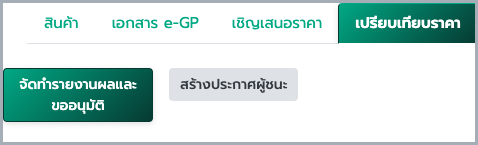 สินค้า เอกสาร e-GP เชิญเสนอราคา เปรียบเทียบราคา
จัดทำรายงานผลและ สร้างประกาศผู้ชนะ
ขออนุมัติ